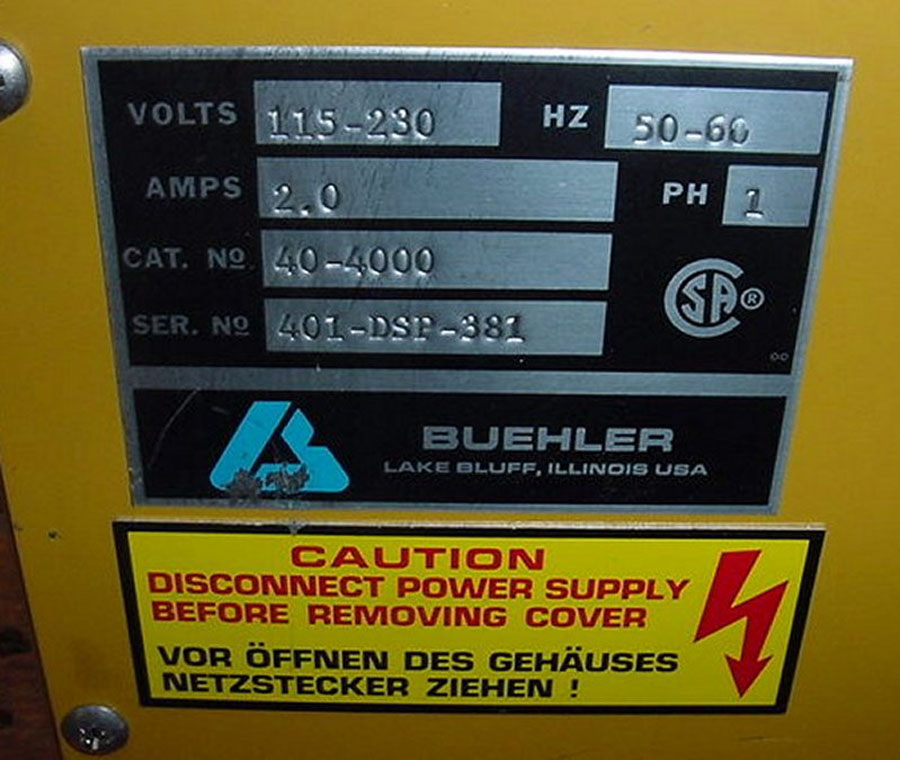 VOLTS 115-230 HZ 50-60
AMPS 2.0 PH 1
CAT. Nº 40-4000
SER. Nº 401-DSP-381
SA ®
00
BUEHLER
LAKE BLUFF, ILLINOIS USA
CAUTION
DISCONNECT POWER SUPPLY
BEFORE REMOVING COVER
VOR ÖFFNEN DES GEHÄUSES
NETZSTECKER ZIEHEN !